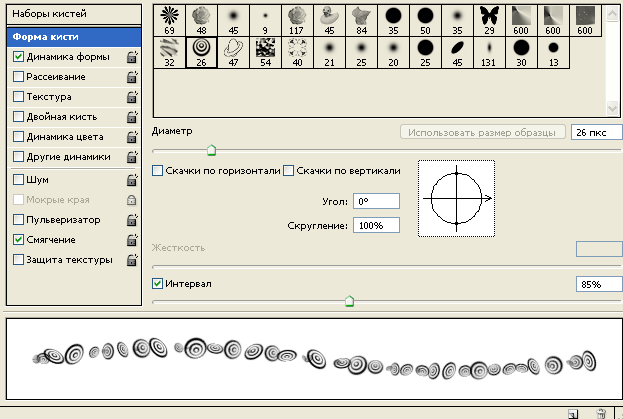 Наборы кистей
Форма кисти
Динамика формы
Рассеивание
Текстура
Двойная кисть
Динамика цвета
Другие динамики
Шум
Мокрые края
Пульверизатор
Смягчение
Защита текстуры
69 48 45 9 117 45 84 35 50 35 29 600 600 600
32 26 47 54 40 21 25 20 25 45 131 30 13
Диаметр Использовать размер образцы 26 пкс
Скачки по горизонтали Скачки по вертикали
Угол: 0°
Скругление: 100%
Жесткость
Интервал 85%